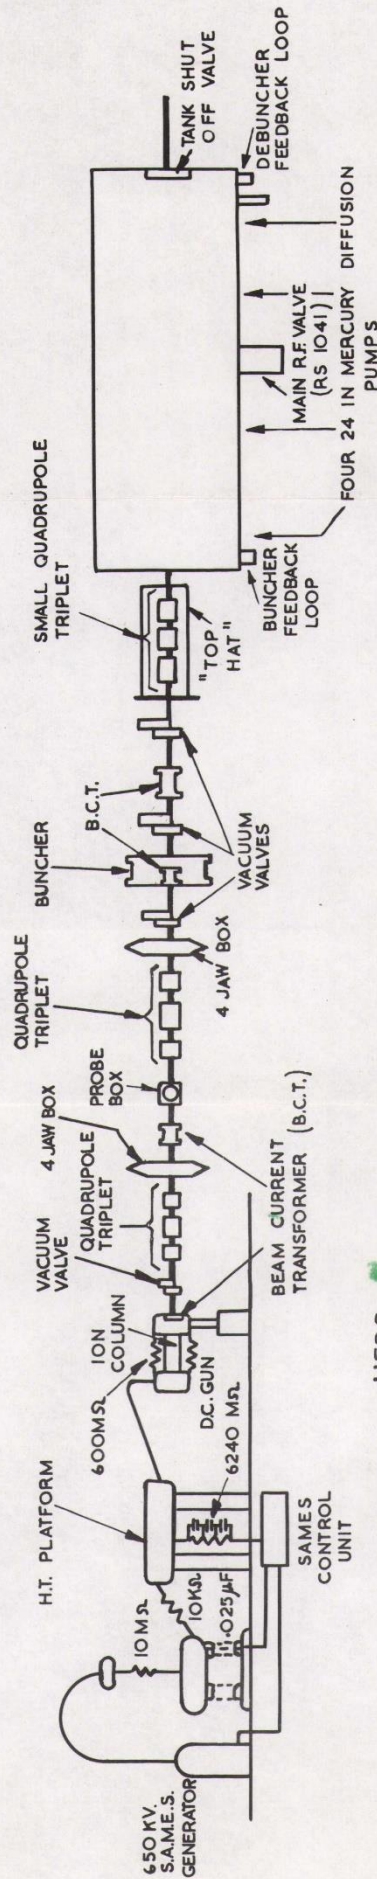 650 KV.
S.A.M.E.S.
GENERATOR
10MΩ
10KΩ
.025μF
H.T. PLATFORM
6240 MΩ
SAMES
CONTROL
UNIT
600MΩ
ION
COLUMN
D.C. GUN
VACUUM
VALVE
QUADRUPOLE
TRIPLET
BEAM CURRENT
TRANSFORMER (B.C.T.)
4 JAW BOX
PROBE
BOX
QUADRUPOLE
TRIPLET
4 JAW BOX
BUNCHER
B.C.T.
VACUUM
VALVES
SMALL QUADRUPOLE
TRIPLET
"TOP
HAT"
BUNCHER
FEEDBACK
LOOP
FOUR 24 IN MERCURY DIFFUSION
PUMPS
MAIN R.F. VALVE
(RS 1041)
TANK SHUT
OFF VALVE
DEBUNCHER
FEEDBACK LOOP